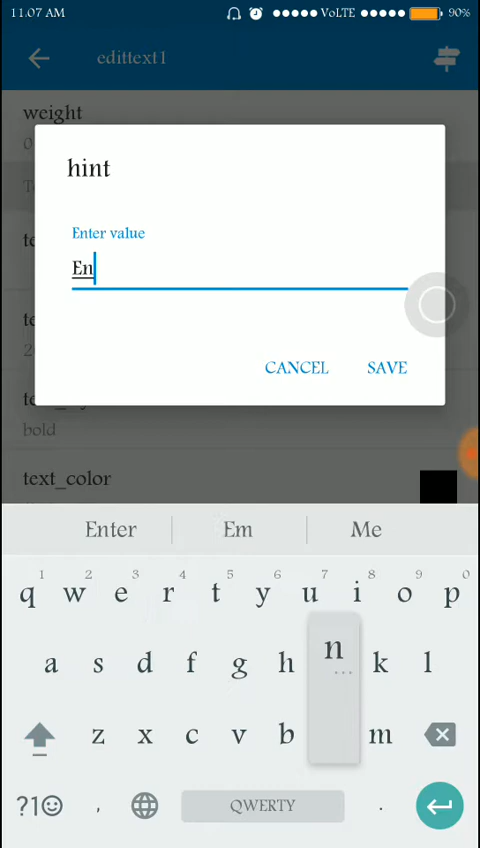 11.07 AM VoLTE 90%
edittext1
weight
0
hint
Enter value
En
CANCEL SAVE
bold
text_color
Enter Em Me
1 2 3 4 5 6 7 8 9 0
q w e r t y u i o p
a s d f g h n k l
z x c v b m
?1 , QWERTY .